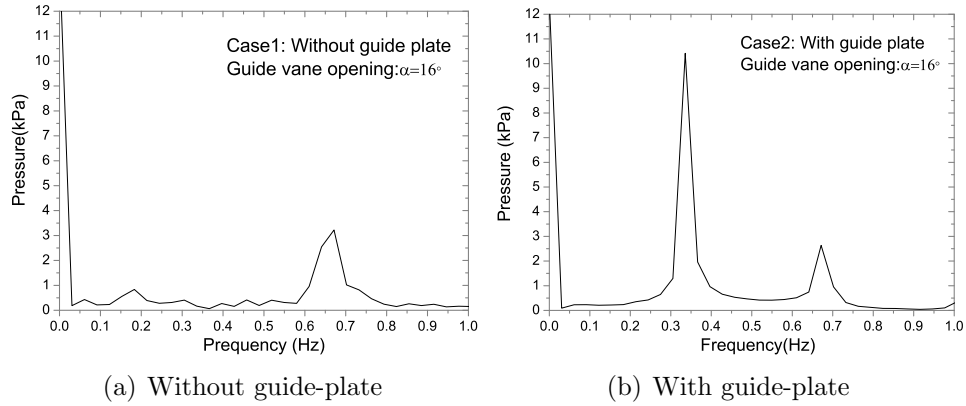 12
11
10
9
8
7
6
5
4
3
2
1
0
Pressure(kPa)
Case1: Without guide plate
Guide vane opening:α=16°
0.0 0.1 0.2 0.3 0.4 0.5 0.6 0.7 0.8 0.9 1.0
Prequency (Hz)
(a) Without guide-plate
12
11
10
9
8
7
6
5
4
3
2
1
0
Pressure (kPa)
Case2: With guide plate
Guide vane opening:α=16°
0.0 0.1 0.2 0.3 0.4 0.5 0.6 0.7 0.8 0.9 1.0
Frequency(Hz)
(b) With guide-plate